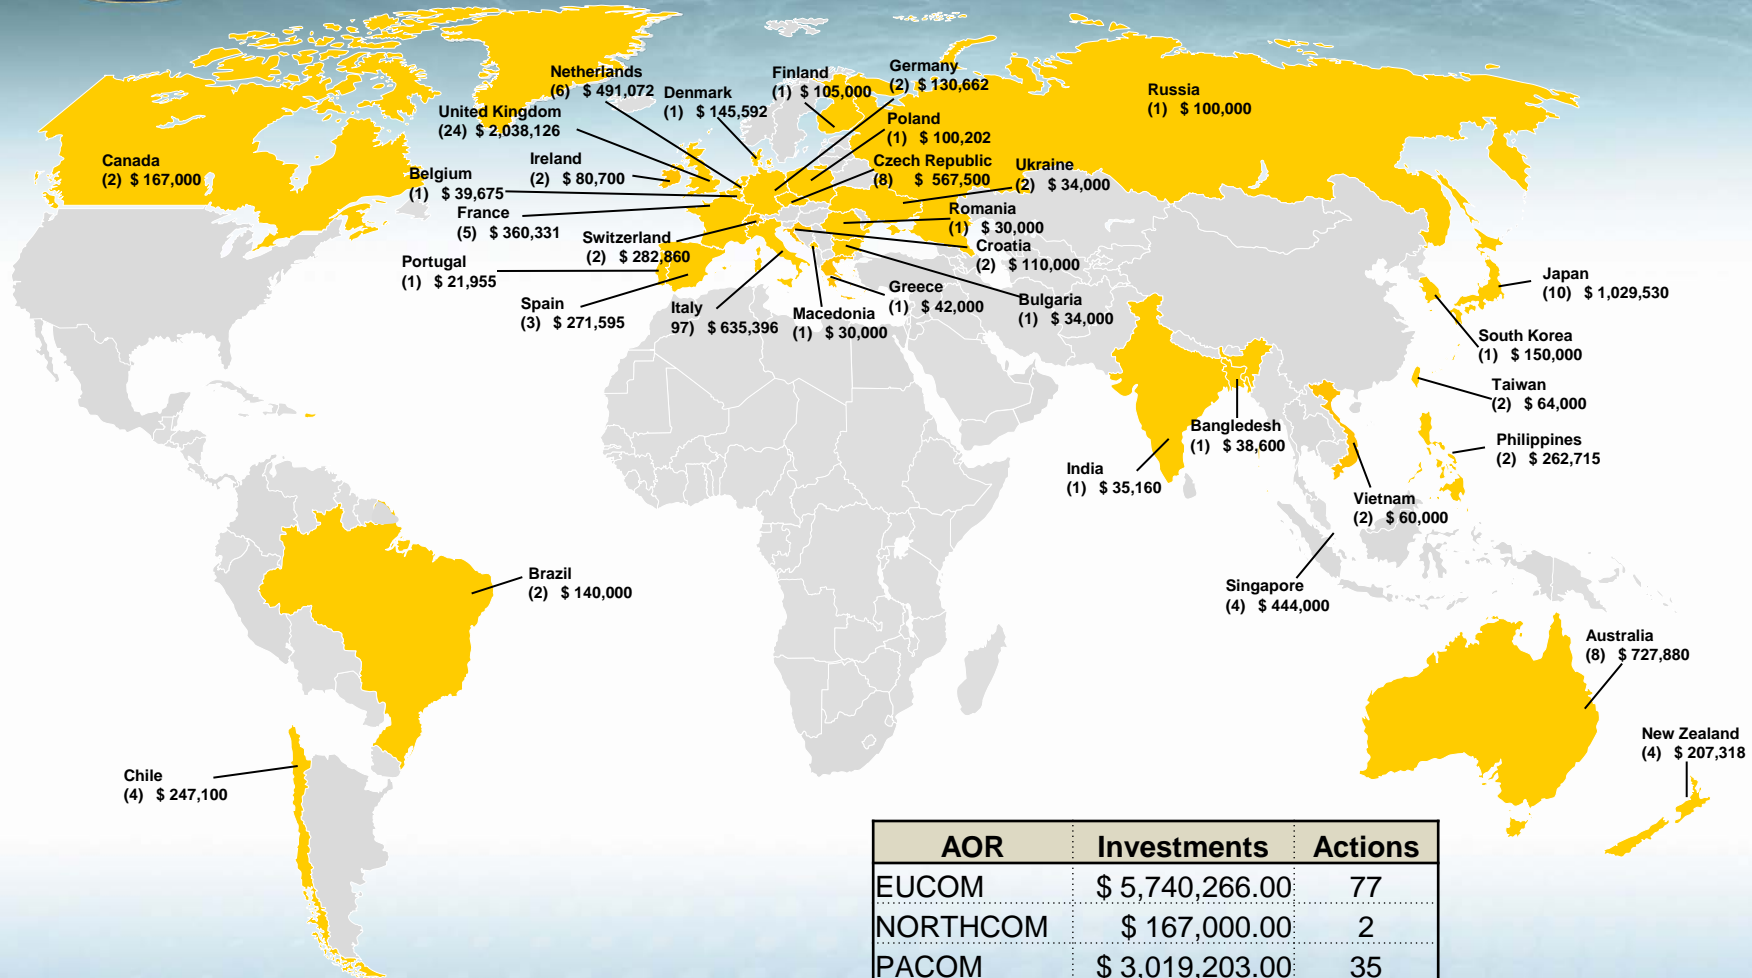 Netherlands
(6) $ 491,072
Denmark
(1) $ 145,592
Finland
(1) $ 105,000
Germany
(2) $ 130,662
Russia
(1) $ 100,000
United Kingdom
(24) $ 2,038,126
Poland
(1) $ 100,202
Canada
(2) $ 167,000
Ireland
(2) $ 80,700
Czech Republic
(8) $ 567,500
Ukraine
(2) $ 34,000
Belgium
(1) $ 39,675
France
(5) $ 360,331
Romania
(1) $ 30,000
Switzerland
(2) $ 282,860
Croatia
(2) $ 110,000
Portugal
(1) $ 21,955
Spain
(3) $ 271,595
Italy
97) $ 635,396
Macedonia
(1) $ 30,000
Greece
(1) $ 42,000
Bulgaria
(1) $ 34,000
Japan
(10) $ 1,029,530
South Korea
(1) $ 150,000
Taiwan
(2) $ 64,000
Bangledesh
(1) $ 38,600
Philippines
(2) $ 262,715
India
(1) $ 35,160
Vietnam
(2) $ 60,000
Brazil
(2) $ 140,000
Singapore
(4) $ 444,000
Australia
(8) $ 727,880
New Zealand
(4) $ 207,318
Chile
(4) $ 247,100
AOR Investments Actions
EUCOM $ 5,740,266.00 77
NORTHCOM $ 167,000.00 2
PACOM $ 3,019,203.00 35